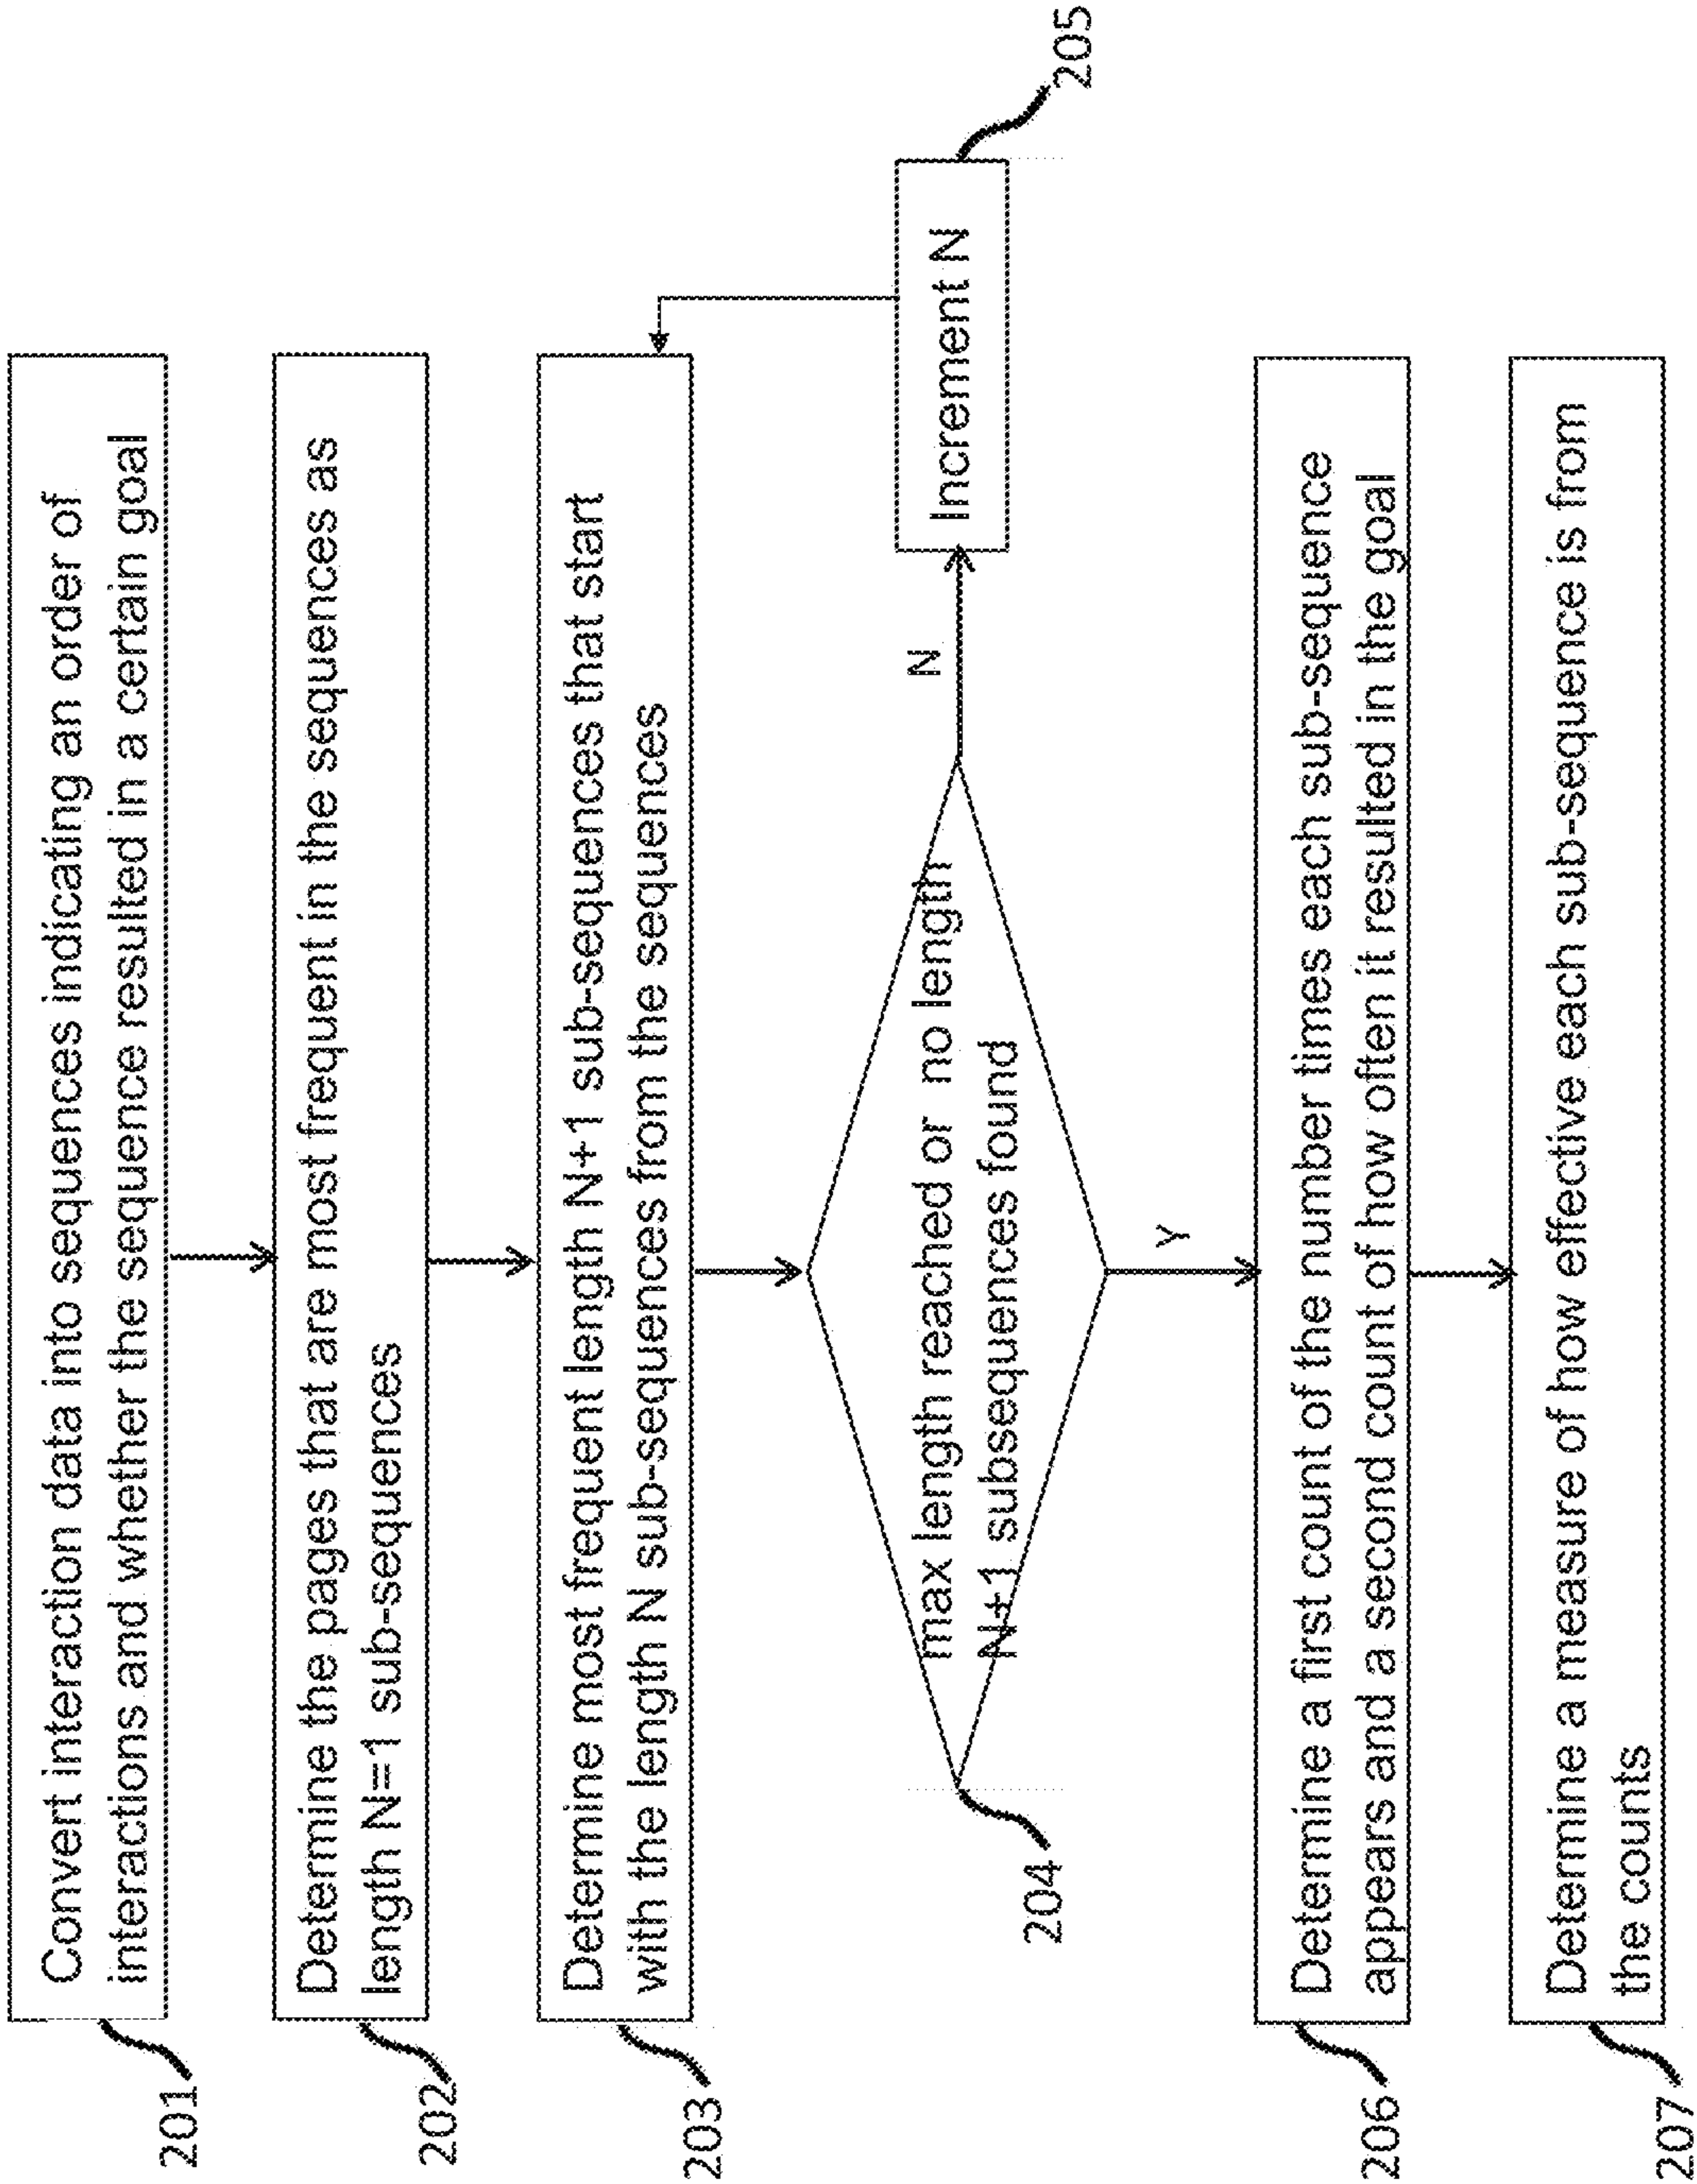 Convert interaction data into sequences indicating an order of
interactions and whether the sequence resulted in a certain goal
201
Determine the pages that are most frequent in the sequences as
length N=1 sub-sequences
202
Determine most frequent length N+1 sub-sequences that start
with the length N sub-sequences from the sequences
203
max length reached or no length
N+1 subsequences found
204
N
Increment N
205
Y
Determine a first count of the number times each sub-sequence
appears and a second count of how often it resulted in the goal
206
Determine a measure of how effective each sub-sequence is from
the counts
207